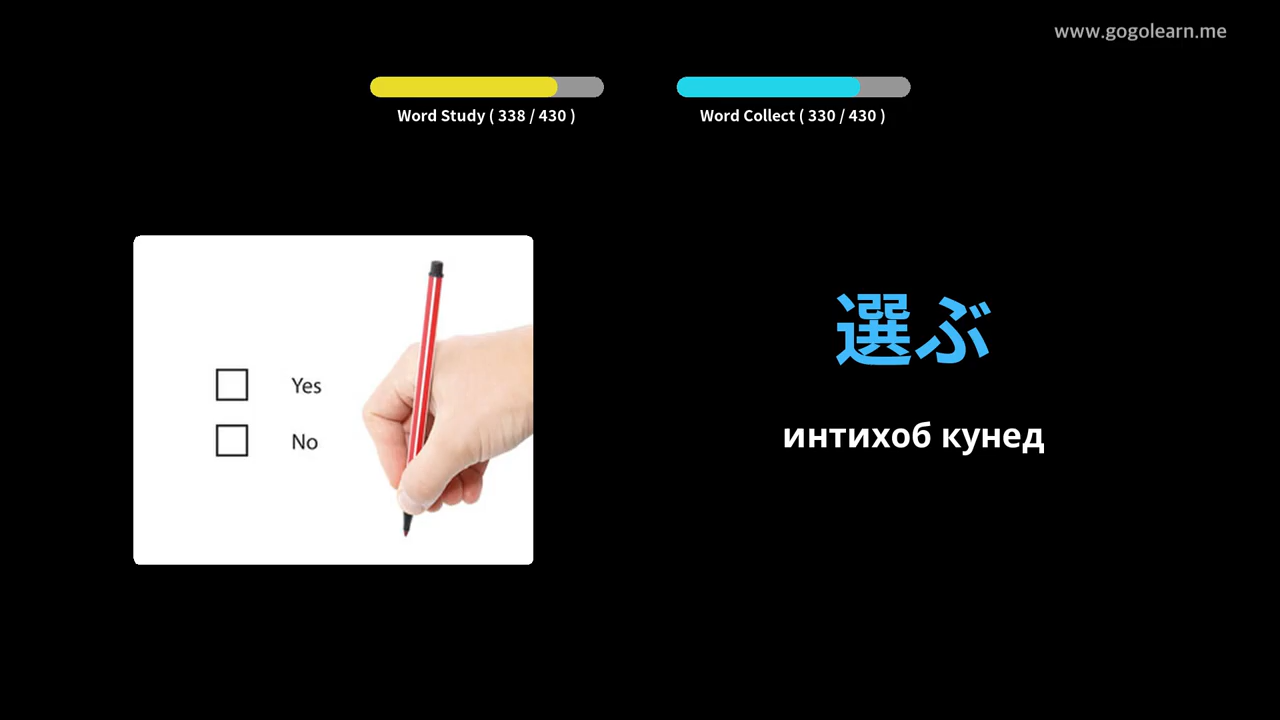 www.gogolearn.me
Word Study ( 338 / 430 )
Word Collect ( 330 / 430 )
Yes
No
選ぶ
интихоб кунед